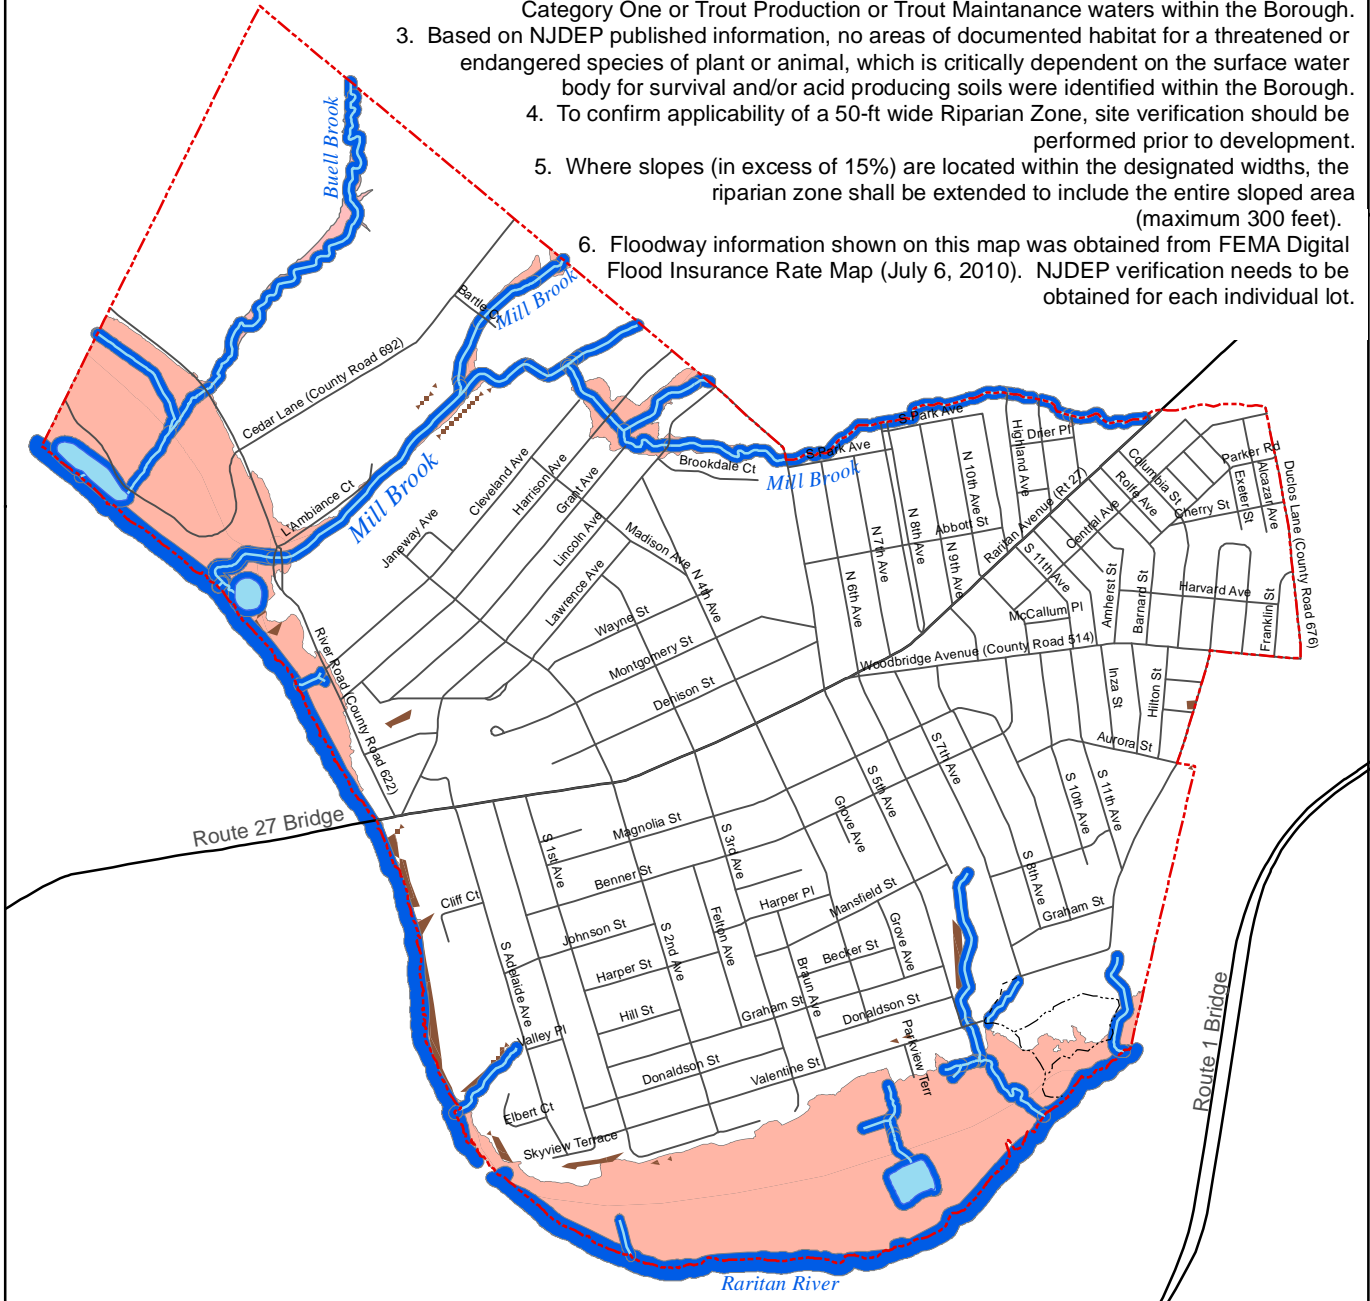 Category One or Trout Production or Trout Maintanance waters within the Borough.
3. Based on NJDEP published information, no areas of documented habitat for a threatened or
endangered species of plant or animal, which is critically dependent on the surface water
body for survival and/or acid producing soils were identified within the Borough.
4. To confirm applicability of a 50-ft wide Riparian Zone, site verification should be
performed prior to development.
5. Where slopes (in excess of 15%) are located within the designated widths, the
riparian zone shall be extended to include the entire sloped area
(maximum 300 feet).
6. Floodway information shown on this map was obtained from FEMA Digital
Flood Insurance Rate Map (July 6, 2010). NJDEP verification needs to be
obtained for each individual lot.
Buell Brook
Mill Brook
Cedar Lane (County Road 692)
S Park Ave
S Park Ave
Mill Brook
Brookdale Ct
Highland Ave
Drier Pl
Parker Rd
Columbia St
Rolfe Ave
Exeter St
Alcazar Ave
Duclos Lane (County Road 676)
Cherry St
Central Ave
Raritan Avenue (Rt 27)
N 10th Ave
Abbott St
N 8th Ave
N 7th Ave
N 9th Ave
N 6th Ave
S 11th Ave
Amherst St
Barnard St
Harvard Ave
Franklin St
McCallum Pl
Woodbridge Avenue (County Road 514)
L'Ambiance Ct
Mill Brook
Janeway Ave
Cleveland Ave
Harrison Ave
Grant Ave
Lincoln Ave
Lawrence Ave
Madison Ave
N 4th Ave
Wayne St
Montgomery St
Denison St
River Road (County Road 622)
Inza St
Hilton St
Aurora St
S 7th Ave
S 5th Ave
S 10th Ave
S 11th Ave
Route 27 Bridge
Magnolia St
S 1st Ave
S 3rd Ave
Grove Ave
Benner St
Cliff Ct
Harper Pl
Mansfield St
S 8th Ave
Graham St
Johnson St
S 2nd Ave
Felton Ave
Grove Ave
Becker St
S Adelaide Ave
Harper St
Braun Ave
Hill St
Graham St
Donaldson St
Valley Pl
Donaldson St
Valentine St
Parkview Terr
Elbert Ct
Skyview Terrace
Route 1 Bridge
Raritan River